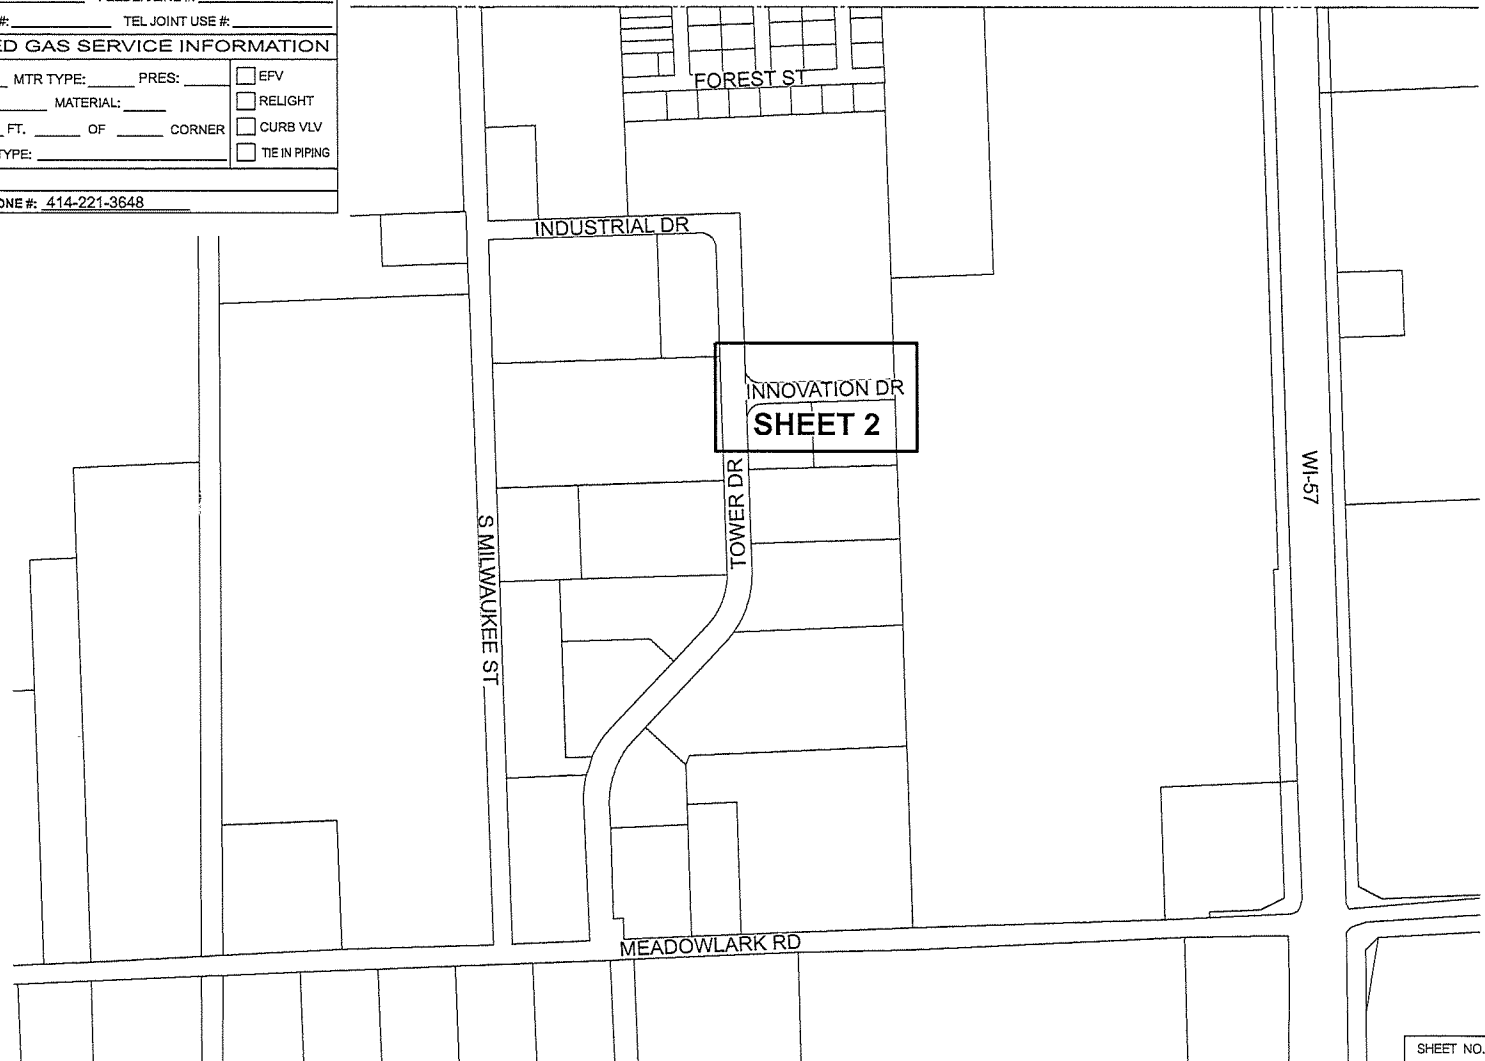 #: TEL JOINT USE #:
ED GAS SERVICE INFORMATION
MTR TYPE: PRES: EFV
MATERIAL: RELIGHT
FT. OF CORNER CURB VLV
TYPE: TIE IN PIPING
ONE #: 414-221-3648
FOREST ST
INDUSTRIAL DR
INNOVATION DR
SHEET 2
TOWER DR
S MILWAUKEE ST
WI-57
MEADOWLARK RD
SHEET NO.